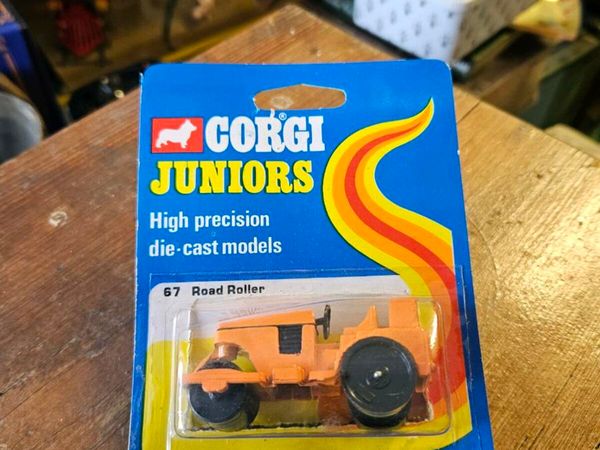 CORGI®
JUNIORS
High precision
die-cast models
67 Road Roller